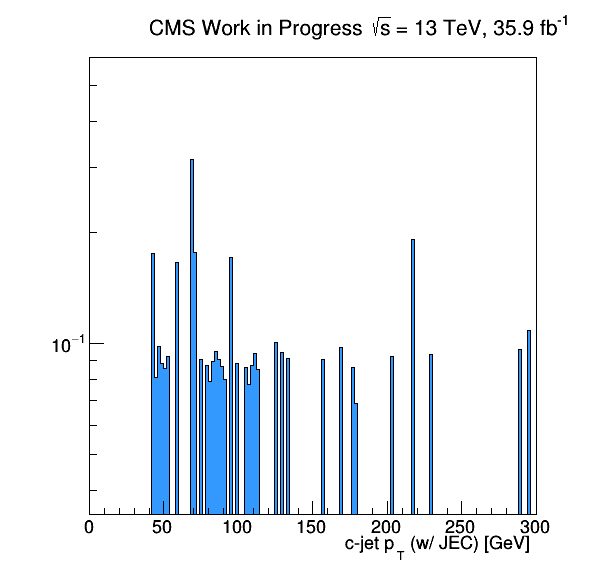 CMS Work in Progress √s = 13 TeV, 35.9 fb⁻¹
10⁻¹
0 50 100 150 200 250 300
c-jet p_T (w/ JEC) [GeV]